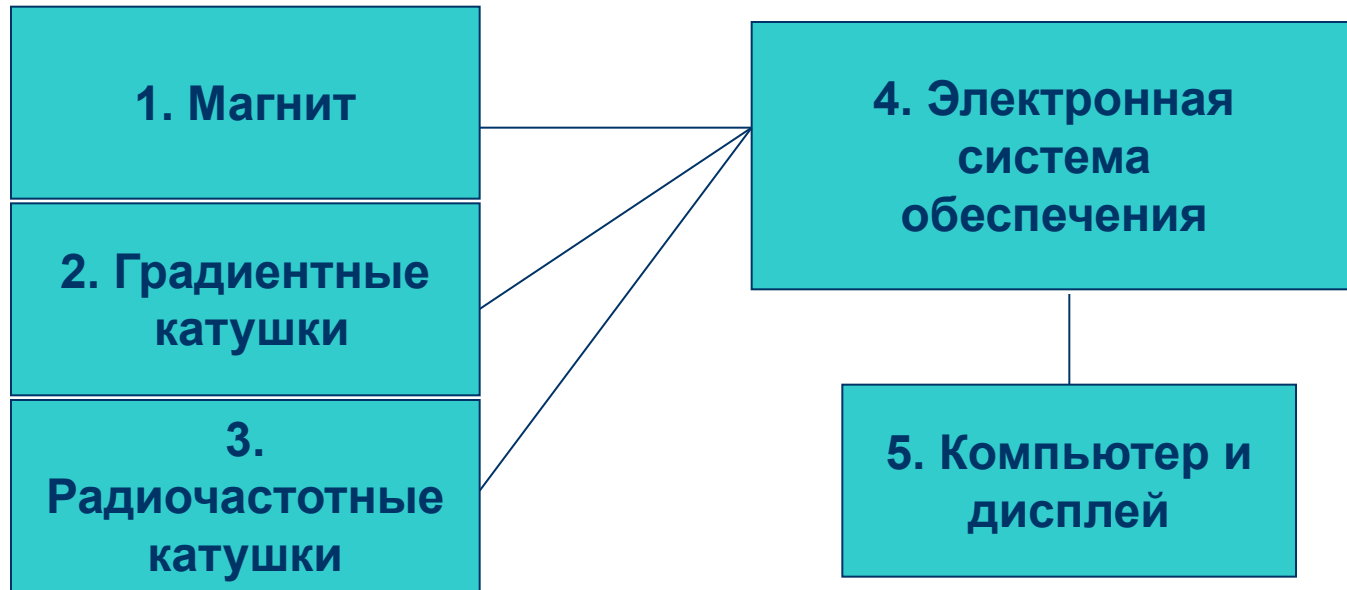 1. Магнит
2. Градиентные
катушки
3.
Радиочастотные
катушки
4. Электронная
система
обеспечения
5. Компьютер и
дисплей